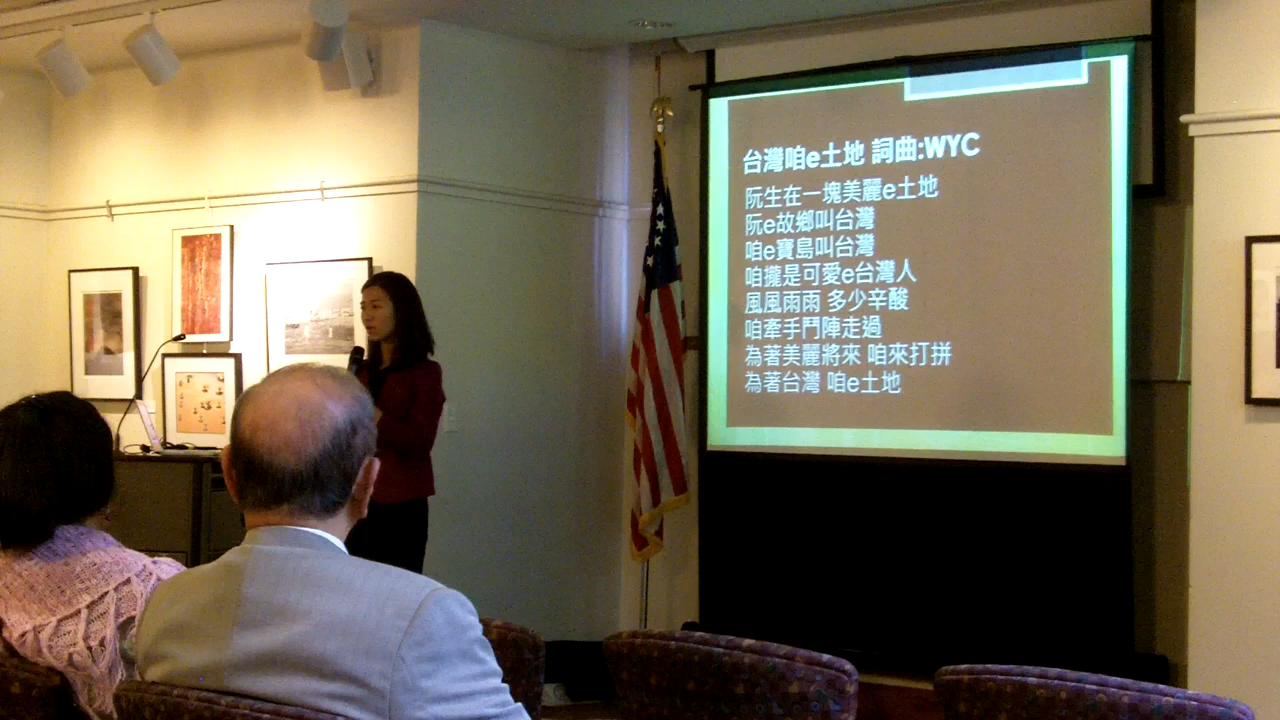 台灣咱e土地 詞曲:WYC
阮生在一塊美麗e土地
阮e故鄉叫台灣
咱e寶島叫台灣
咱攏是可愛e台灣人
風風雨雨 多少辛酸
咱牽手鬥陣走過
為著美麗將來 咱來打拼
為著台灣 咱e土地